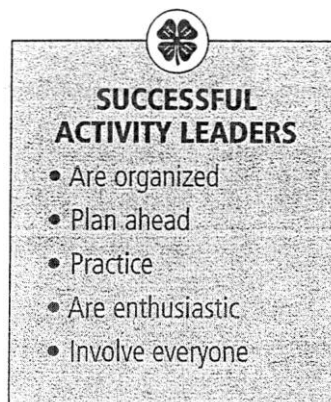 SUCCESSFUL
ACTIVITY LEADERS
• Are organized
• Plan ahead
• Practice
• Are enthusiastic
• Involve everyone